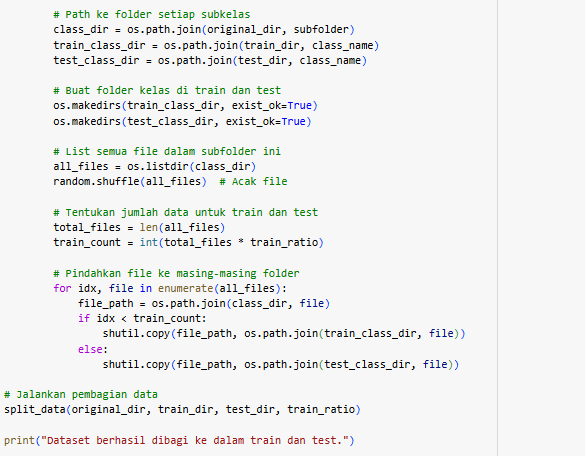 # Path ke folder setiap subkelas
class_dir = os.path.join(original_dir, subfolder)
train_class_dir = os.path.join(train_dir, class_name)
test_class_dir = os.path.join(test_dir, class_name)
# Buat folder kelas di train dan test
os.makedirs(train_class_dir, exist_ok=True)
os.makedirs(test_class_dir, exist_ok=True)
# List semua file dalam subfolder ini
all_files = os.listdir(class_dir)
random.shuffle(all_files)  # Acak file
# Tentukan jumlah data untuk train dan test
total_files = len(all_files)
train_count = int(total_files * train_ratio)
# Pindahkan file ke masing-masing folder
for idx, file in enumerate(all_files):
file_path = os.path.join(class_dir, file)
if idx < train_count:
shutil.copy(file_path, os.path.join(train_class_dir, file))
else:
shutil.copy(file_path, os.path.join(test_class_dir, file))
# Jalankan pembagian data
split_data(original_dir, train_dir, test_dir, train_ratio)
print("Dataset berhasil dibagi ke dalam train dan test.")